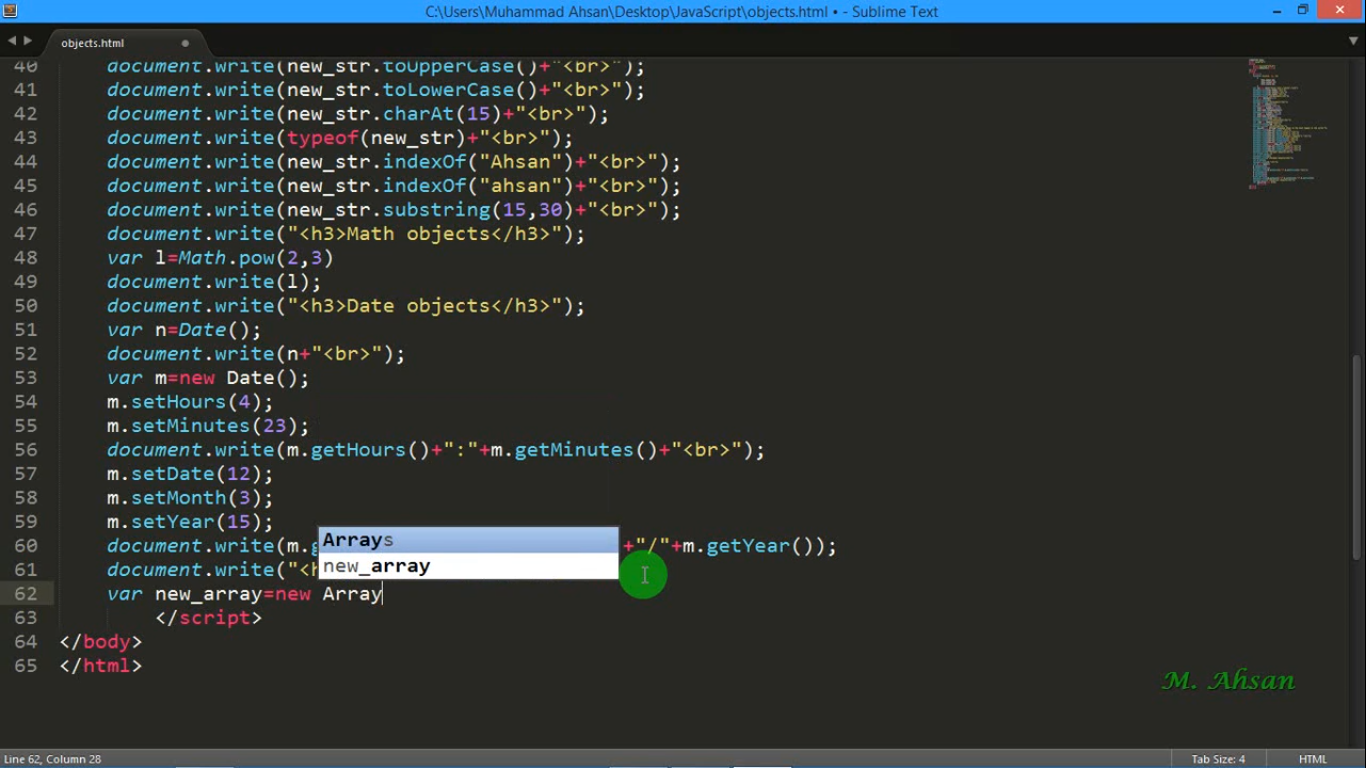 C:\Users\Muhammad Ahsan\Desktop\JavaScript\objects.html • - Sublime Text
objects.html
40 document.write(new_str.toUpperCase()+"<br>");
41 document.write(new_str.toLowerCase()+"<br>");
42 document.write(new_str.charAt(15)+"<br>");
43 document.write(typeof(new_str)+"<br>");
44 document.write(new_str.indexOf("Ahsan")+"<br>");
45 document.write(new_str.indexOf("ahsan")+"<br>");
46 document.write(new_str.substring(15,30)+"<br>");
47 document.write("<h3>Math objects</h3>");
48 var l=Math.pow(2,3)
49 document.write(l);
50 document.write("<h3>Date objects</h3>");
51 var n=Date();
52 document.write(n+"<br>");
53 var m=new Date();
54 m.setHours(4);
55 m.setMinutes(23);
56 document.write(m.getHours()+":"+m.getMinutes()+"<br>");
57 m.setDate(12);
58 m.setMonth(3);
59 m.setYear(15);
Arrays
60 document.write(m. +"/"+m.getYear());
new_array
61 document.write("<h
62 var new_array=new Array
63 </script>
64 </body>
65 </html>
M. Ahsan
Line 62, Column 28 Tab Size: 4 HTML